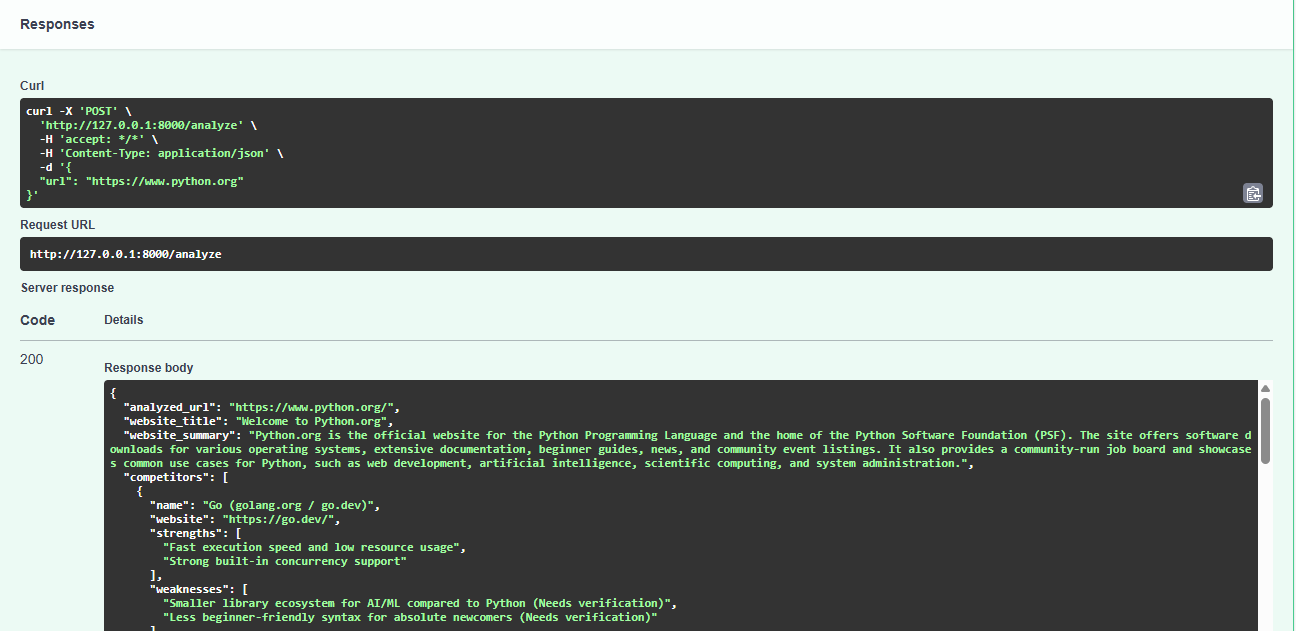 Responses
Curl
curl -X 'POST' \
  'http://127.0.0.1:8000/analyze' \
  -H 'accept: */*' \
  -H 'Content-Type: application/json' \
  -d '{
  "url": "https://www.python.org"
}'
Request URL
http://127.0.0.1:8000/analyze
Server response
Code Details
200
Response body
{
  "analyzed_url": "https://www.python.org/",
  "website_title": "Welcome to Python.org",
  "website_summary": "Python.org is the official website for the Python Programming Language and the home of the Python Software Foundation (PSF). The site offers software d
ownloads for various operating systems, extensive documentation, beginner guides, news, and community event listings. It also provides a community-run job board and showcase
s common use cases for Python, such as web development, artificial intelligence, scientific computing, and system administration.",
  "competitors": [
    {
      "name": "Go (golang.org / go.dev)",
      "website": "https://go.dev/",
      "strengths": [
        "Fast execution speed and low resource usage",
        "Strong built-in concurrency support"
      ],
      "weaknesses": [
        "Smaller library ecosystem for AI/ML compared to Python (Needs verification)",
        "Less beginner-friendly syntax for absolute newcomers (Needs verification)"
      ]